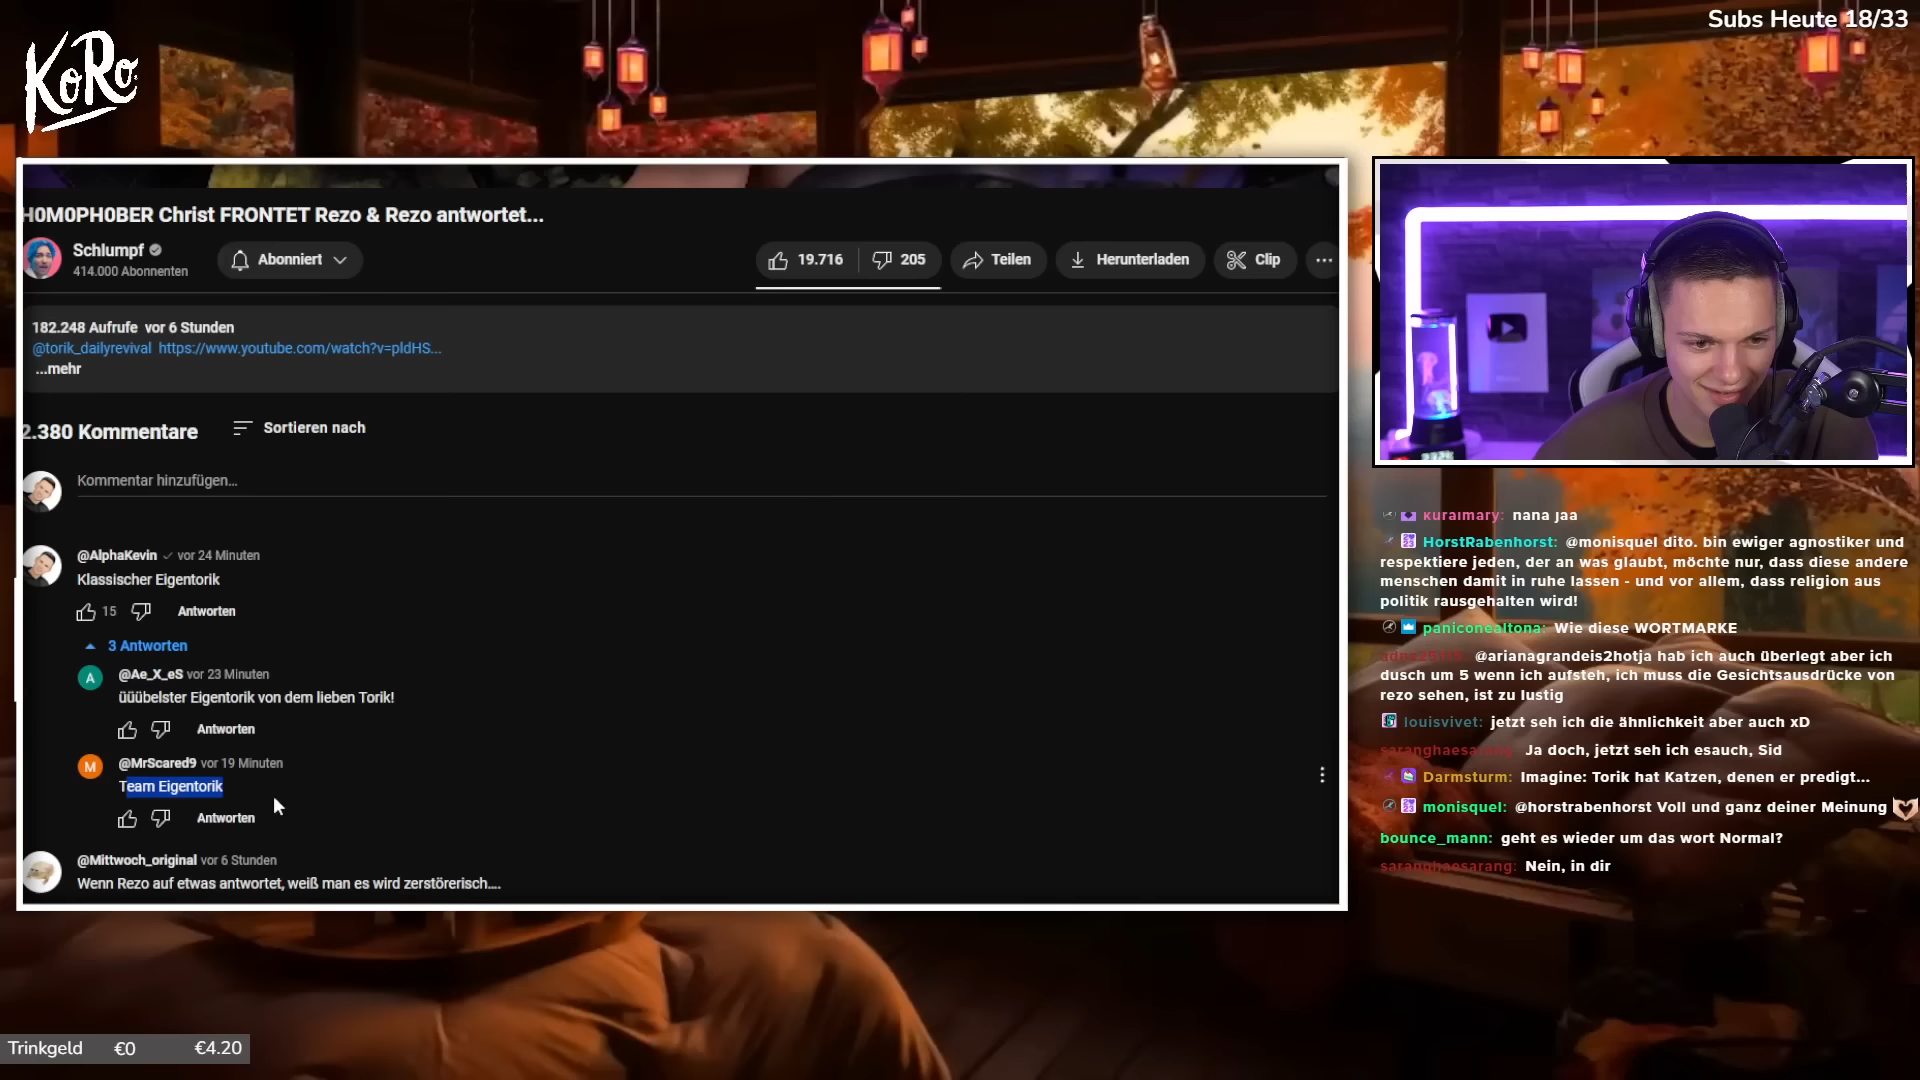 Subs Heute 18/33
KoRo
H0M0PH0BER Christ FRONTET Rezo & Rezo antwortet...
Schlumpf
414.000 Abonnenten
Abonniert
19.716
205
Teilen
Herunterladen
Clip
182.248 Aufrufe vor 6 Stunden
@torik_dailyrevival https://www.youtube.com/watch?v=pldHS...
...mehr
2.380 Kommentare
Sortieren nach
Kommentar hinzufügen...
@AlphaKevin vor 24 Minuten
Klassischer Eigentorik
15
Antworten
3 Antworten
A
@Ae_X_eS vor 23 Minuten
üüübelster Eigentorik von dem lieben Torik!
Antworten
M
@MrScared9 vor 19 Minuten
Team Eigentorik
Antworten
@Mittwoch_original vor 6 Stunden
Wenn Rezo auf etwas antwortet, weiß man es wird zerstörerisch....
kuraimary: nana jaa
HorstRabenhorst: @monisquel dito. bin ewiger agnostiker und
respektiere jeden, der an was glaubt, möchte nur, dass diese andere
menschen damit in ruhe lassen - und vor allem, dass religion aus
politik rausgehalten wird!
paniconealtona: Wie diese WORTMARKE
@arianagrandeis2hotja hab ich auch überlegt aber ich
dusch um 5 wenn ich aufsteh, ich muss die Gesichtsausdrücke von
rezo sehen, ist zu lustig
louisvivet: jetzt seh ich die ähnlichkeit aber auch xD
saranghaesarang: Ja doch, jetzt seh ich esauch, Sid
Darmsturm: Imagine: Torik hat Katzen, denen er predigt...
monisquel: @horstrabenhorst Voll und ganz deiner Meinung
bounce_mann: geht es wieder um das wort Normal?
saranghaesarang: Nein, in dir
Trinkgeld €0 €4.20